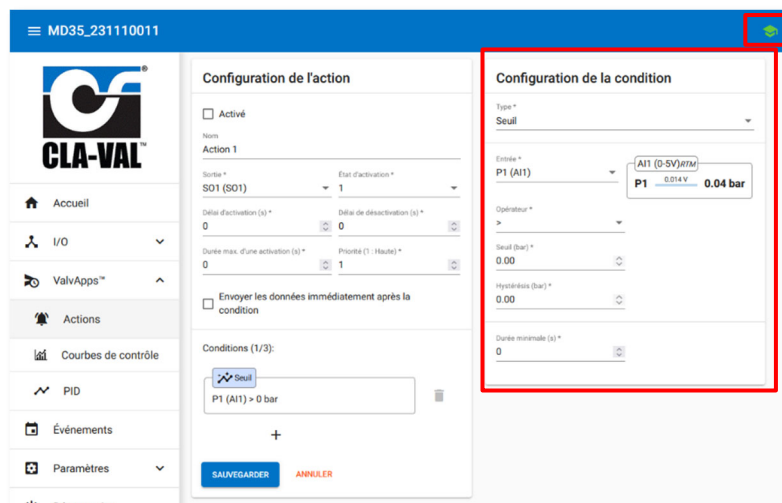 MD35_231110011
CLA-VAL
Accueil
I/O
ValvApps™
Actions
Courbes de contrôle
PID
Événements
Paramètres
Configuration de l'action
Activé
Nom
Action 1
Sortie *
SO1 (SO1)
État d'activation *
1
Délai d'activation (s) *
0
Délai de désactivation (s) *
0
Durée max. d'une activation (s) *
0
Priorité (1 : Haute) *
1
Envoyer les données immédiatement après la
condition
Conditions (1/3):
Seuil
P1 (AI1) > 0 bar
+
SAUVEGARDER
ANNULER
Configuration de la condition
Type *
Seuil
Entrée *
P1 (AI1)
AI1 (0-5V)RTM
P1 0.014 V 0.04 bar
Opérateur *
>
Seuil (bar) *
0.00
Hystérésis (bar) *
0.00
Durée minimale (s) *
0